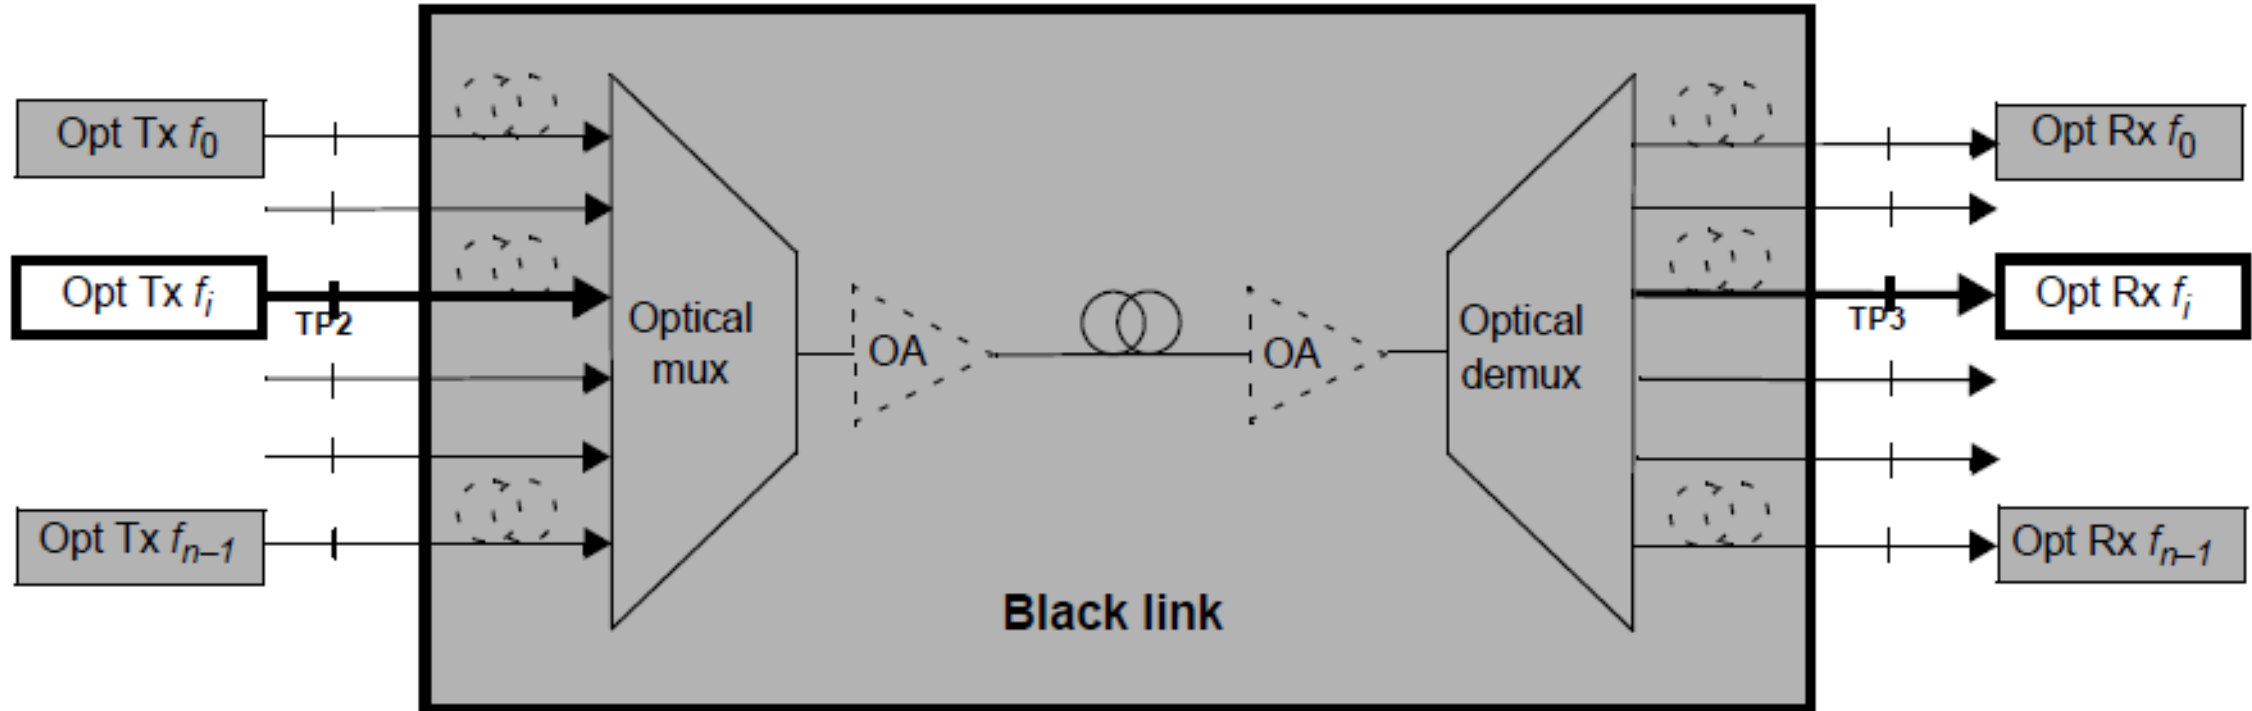 Opt Tx f0
Opt Rx f0
Opt Tx fi
TP2
Optical
mux
OA
OA
Optical
demux
TP3
Opt Rx fi
Opt Tx fn–1
Opt Rx fn–1
Black link